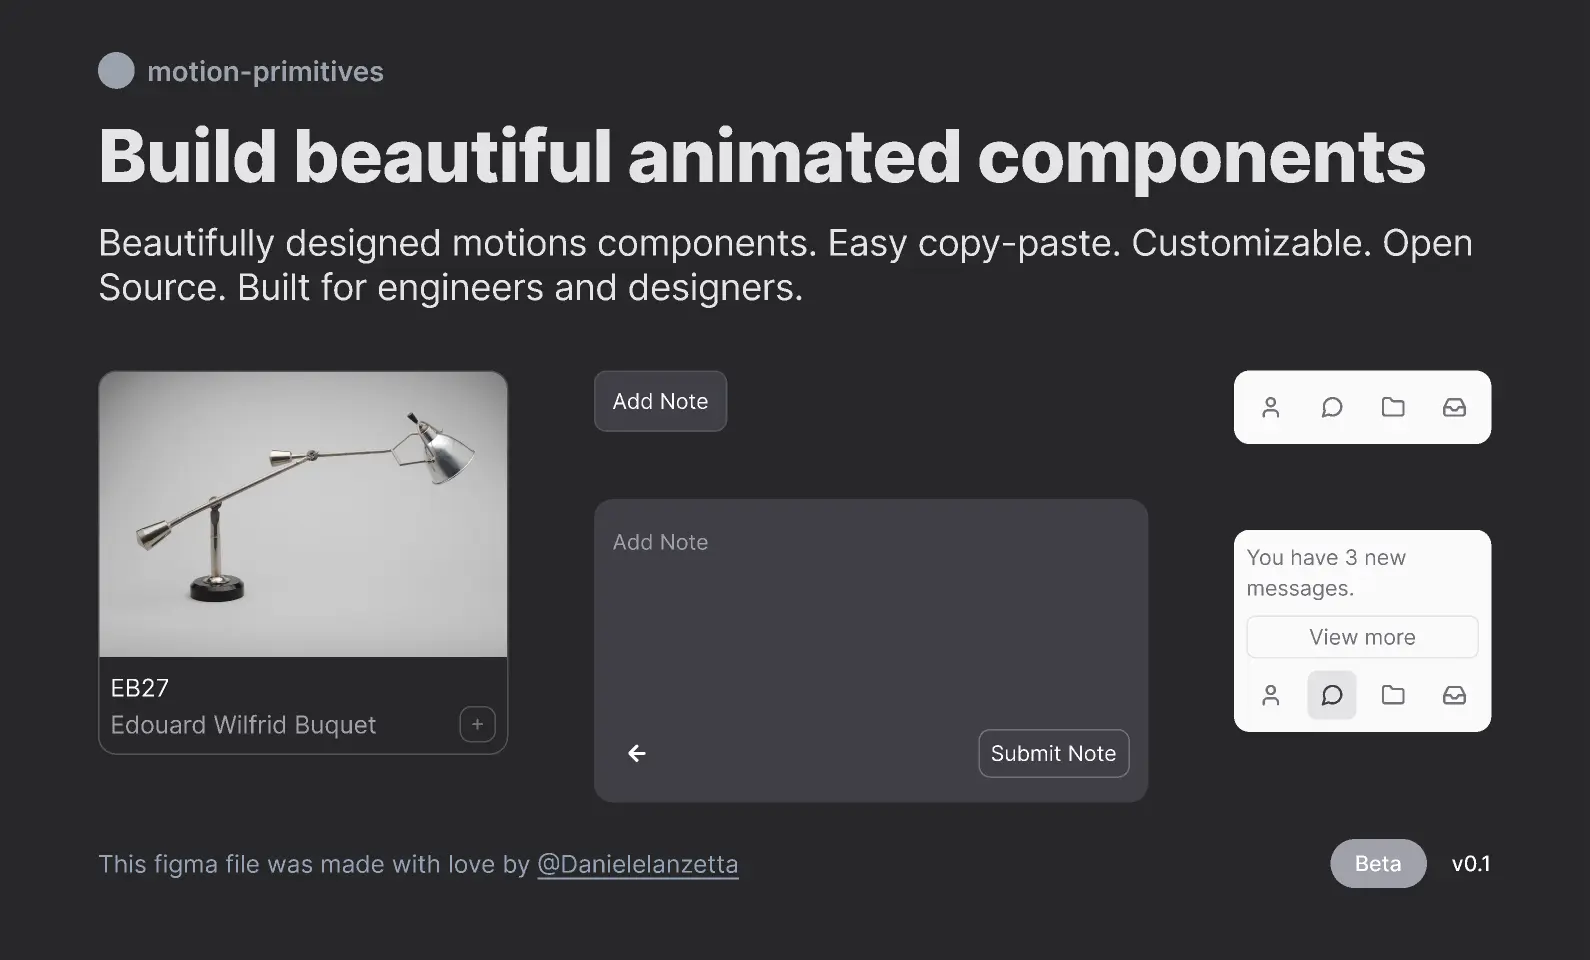 motion-primitives
Build beautiful animated components
Beautifully designed motions components. Easy copy-paste. Customizable. Open
Source. Built for engineers and designers.
EB27
Edouard Wilfrid Buquet
+
Add Note
Add Note
Submit Note
You have 3 new
messages.
View more
This figma file was made with love by @Danielelanzetta
Beta
v0.1